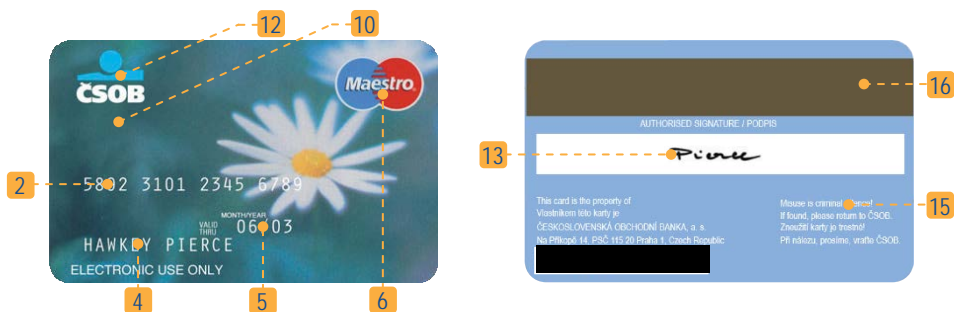 12
10
ČSOB
Maestro
2
5892 3101 2345 6789
MONTH/YEAR
VALID THRU
06/03
HAWKEY PIERCE
ELECTRONIC USE ONLY
4
5
6
16
AUTHORISED SIGNATURE / PODPIS
13
Pierce
This card is the property of
Vlastníkem této karty je
ČESKOSLOVENSKÁ OBCHODNÍ BANKA, a. s.
Na Příkopě 14, PSČ 115 20 Praha 1, Czech Republic
Misuse is criminal offence!
If found, please return to ČSOB.
Zneužití karty je trestné!
Při nálezu, prosíme, vraťte ČSOB.
15